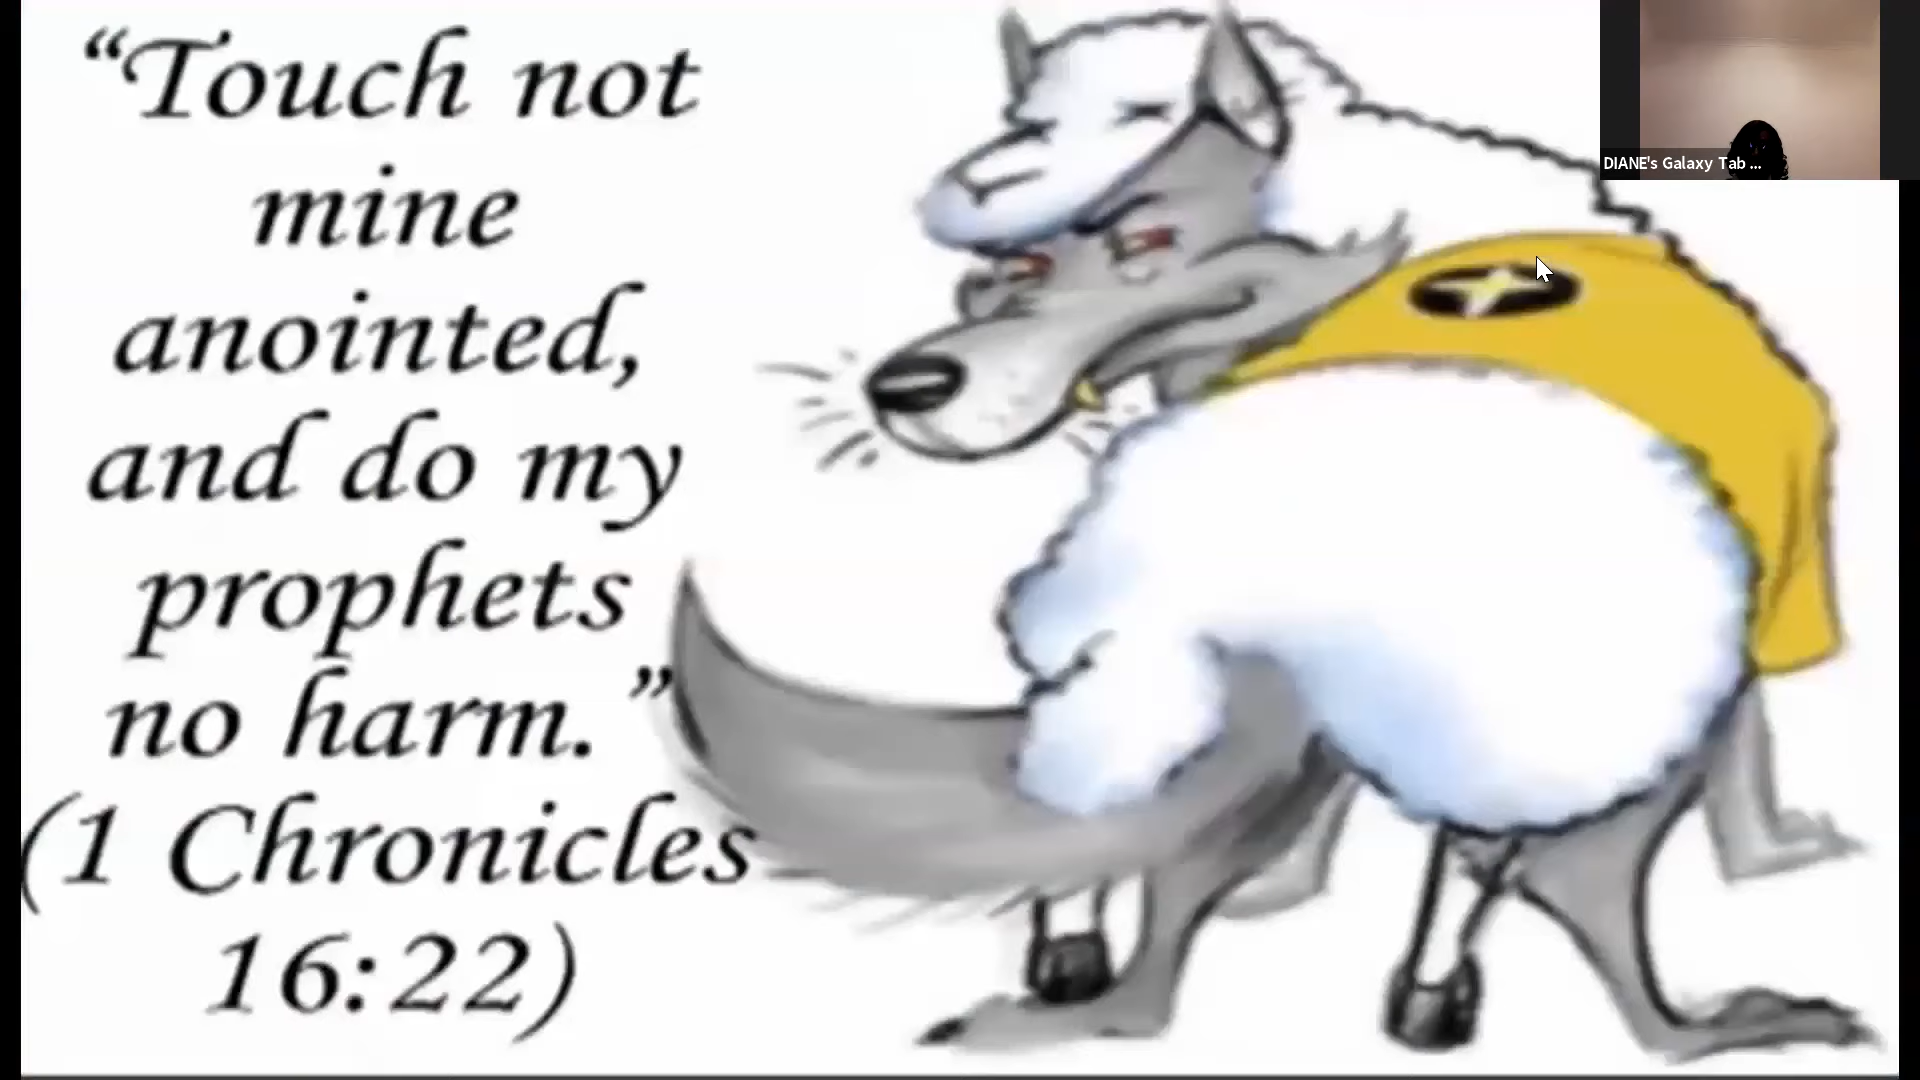 “Touch not
mine
anointed,
and do my
prophets
no harm.”
(1 Chronicles
16:22)
DIANE's Galaxy Tab ...